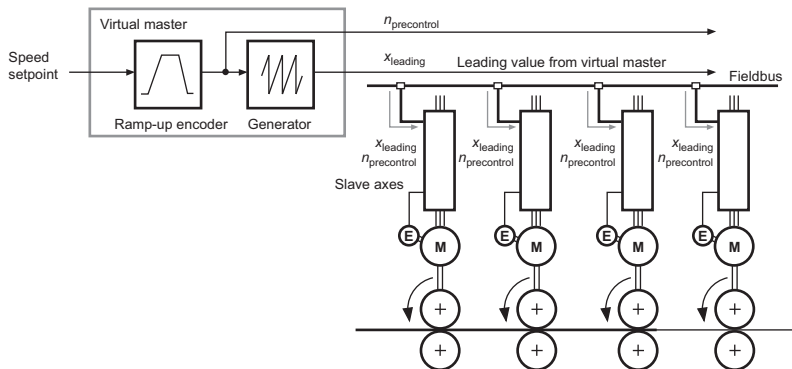 Virtual master
n_precontrol
Speed
setpoint
x_leading
Leading value from virtual master
Fieldbus
Ramp-up encoder
Generator
x_leading
n_precontrol
x_leading
n_precontrol
x_leading
n_precontrol
x_leading
n_precontrol
Slave axes
E
M
E
M
E
M
E
M
+ + + +
+ + + +